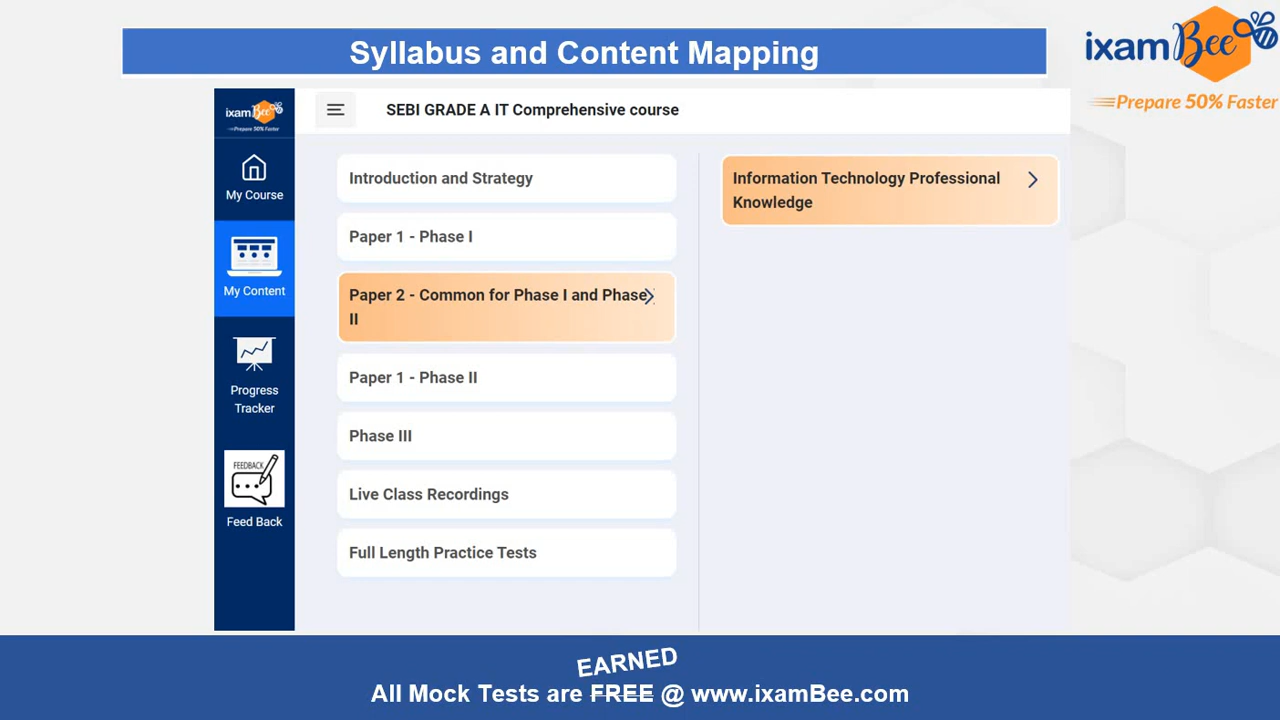 Syllabus and Content Mapping
ixamBee
Prepare 50% Faster
ixamBee
Prepare 50% Faster
SEBI GRADE A IT Comprehensive course
My Course
My Content
Progress
Tracker
FEEDBACK
Feed Back
Introduction and Strategy
Paper 1 - Phase I
Paper 2 - Common for Phase I and Phase
II
Paper 1 - Phase II
Phase III
Live Class Recordings
Full Length Practice Tests
Information Technology Professional
Knowledge
EARNED
All Mock Tests are FREE @ www.ixamBee.com